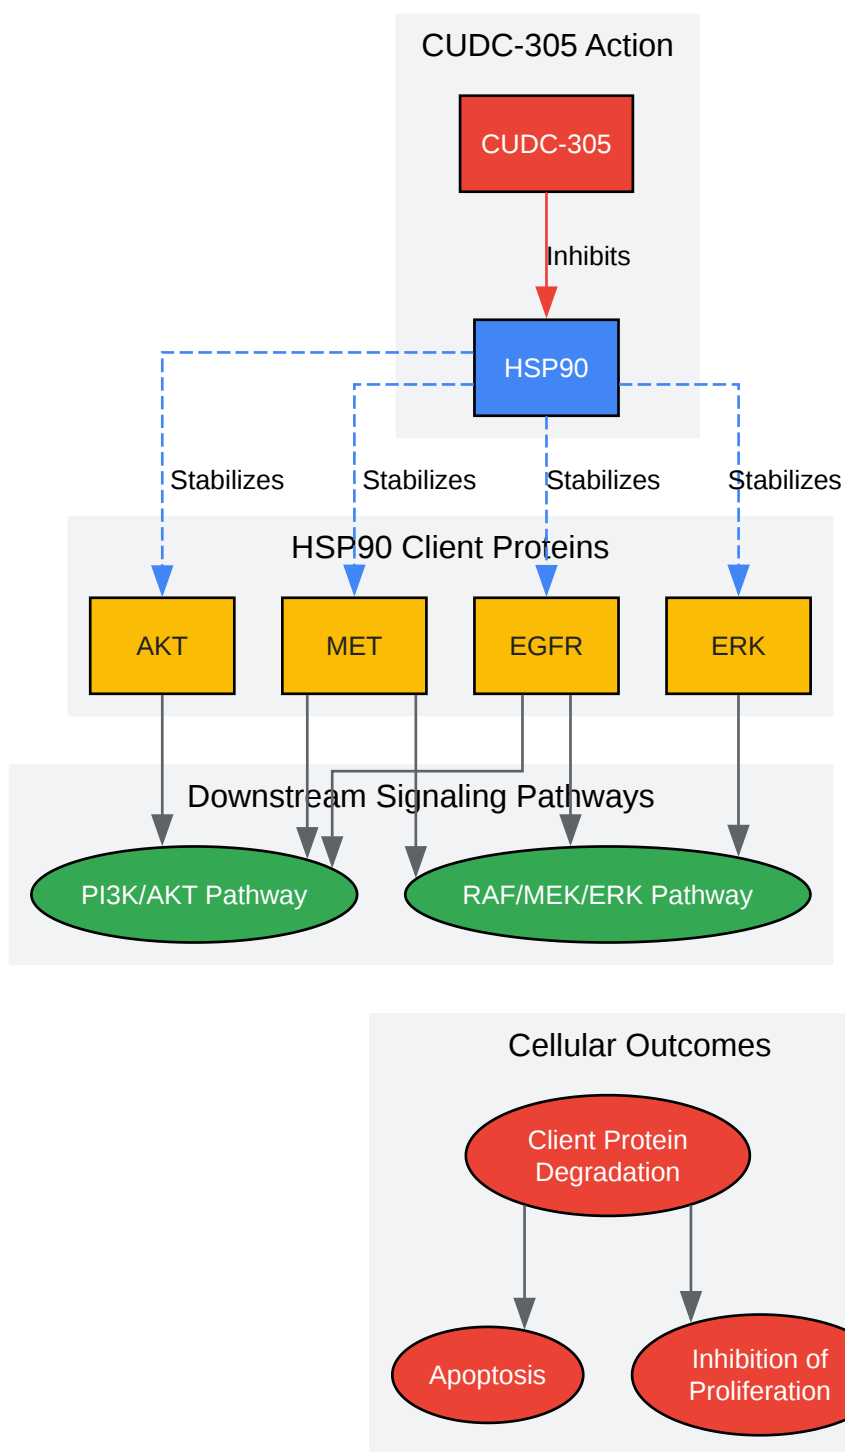 CUDC-305 Action
CUDC-305
Inhibits
HSP90
Stabilizes
Stabilizes
Stabilizes
Stabilizes
HSP90 Client Proteins
AKT
MET
EGFR
ERK
Downstream Signaling Pathways
PI3K/AKT Pathway
RAF/MEK/ERK Pathway
Cellular Outcomes
Client Protein
Degradation
Apoptosis
Inhibition of
Proliferation